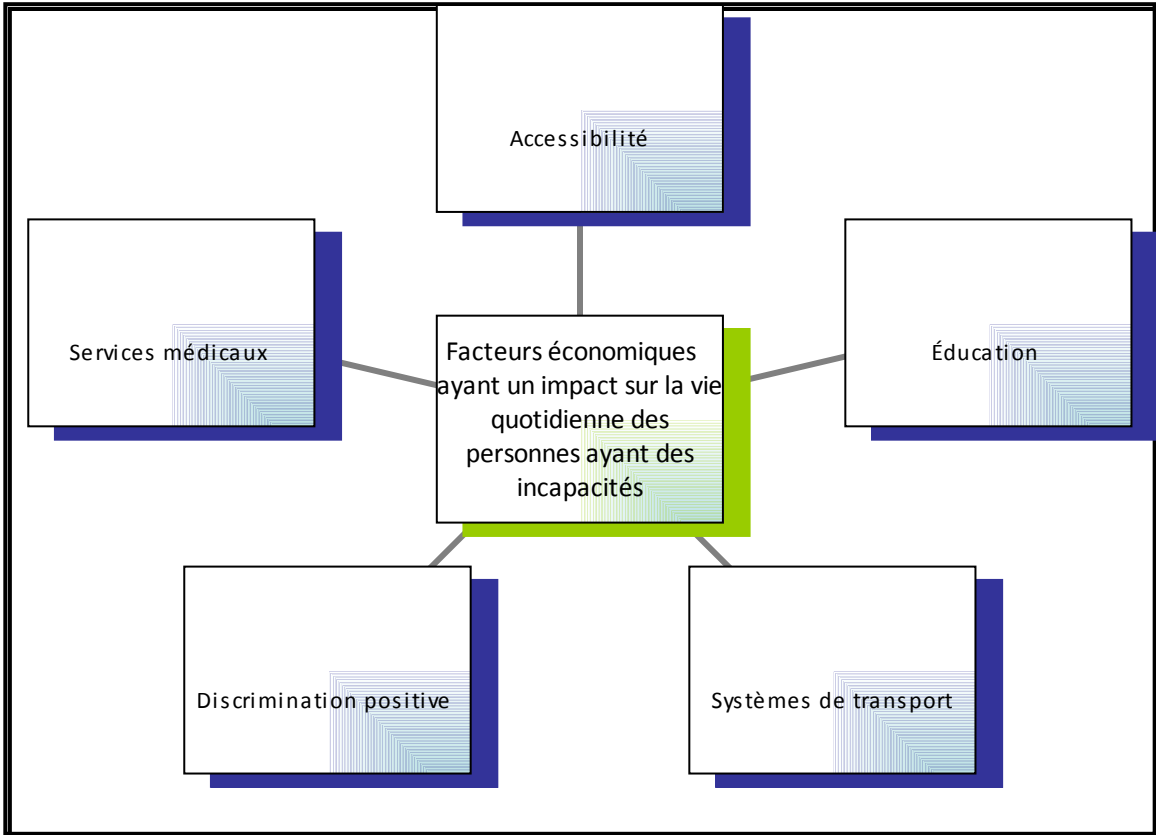 Accessibilité
Services médicaux
Facteurs économiques
ayant un impact sur la vie
quotidienne des
personnes ayant des
incapacités
Éducation
Discrimination positive
Systèmes de transport